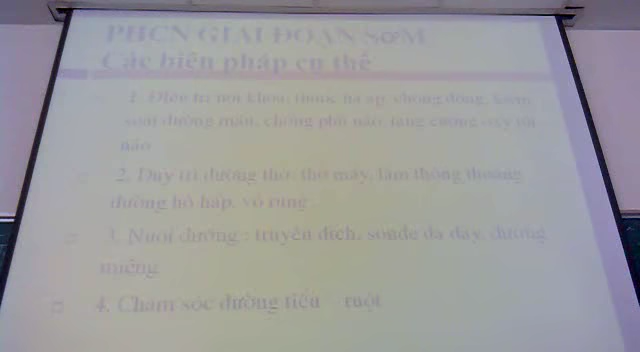 PHCN GIAI ĐOẠN SƠM
Các biện pháp cụ thể
1. Điều trị nội khoa, thuốc hạ áp, chống đông, kiểm
soát đường máu, chống phù não, tăng cường oxy tới
não
2. Duy trì đường thở, thở máy, làm thông thoáng
đường hô hấp, vỗ rung
3. Nuôi dưỡng : truyền dịch, sonde dạ dày, đường
miệng
4. Chăm sóc đường tiểu – ruột